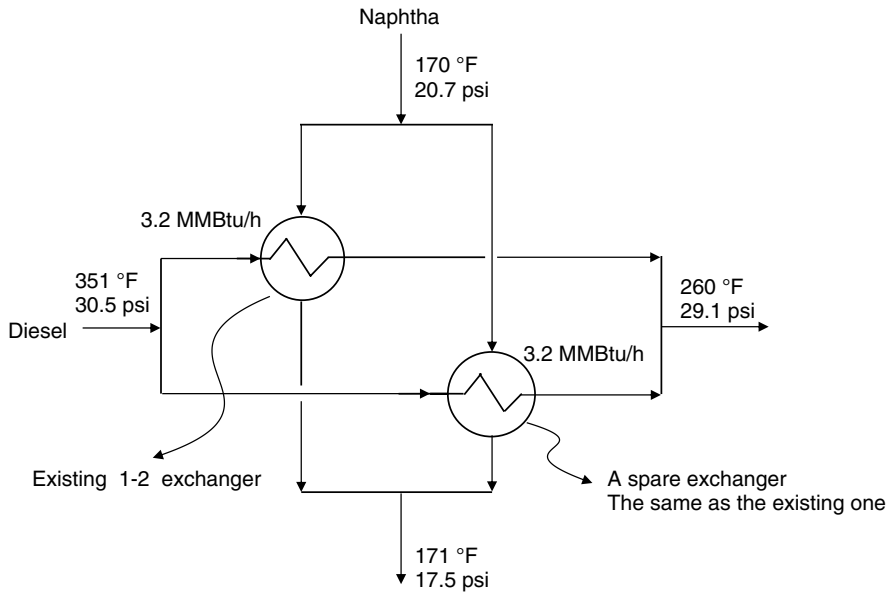 Naphtha
170 °F
20.7 psi
3.2 MMBtu/h
351 °F
30.5 psi
Diesel
260 °F
29.1 psi
3.2 MMBtu/h
Existing 1-2 exchanger
A spare exchanger
The same as the existing one
171 °F
17.5 psi